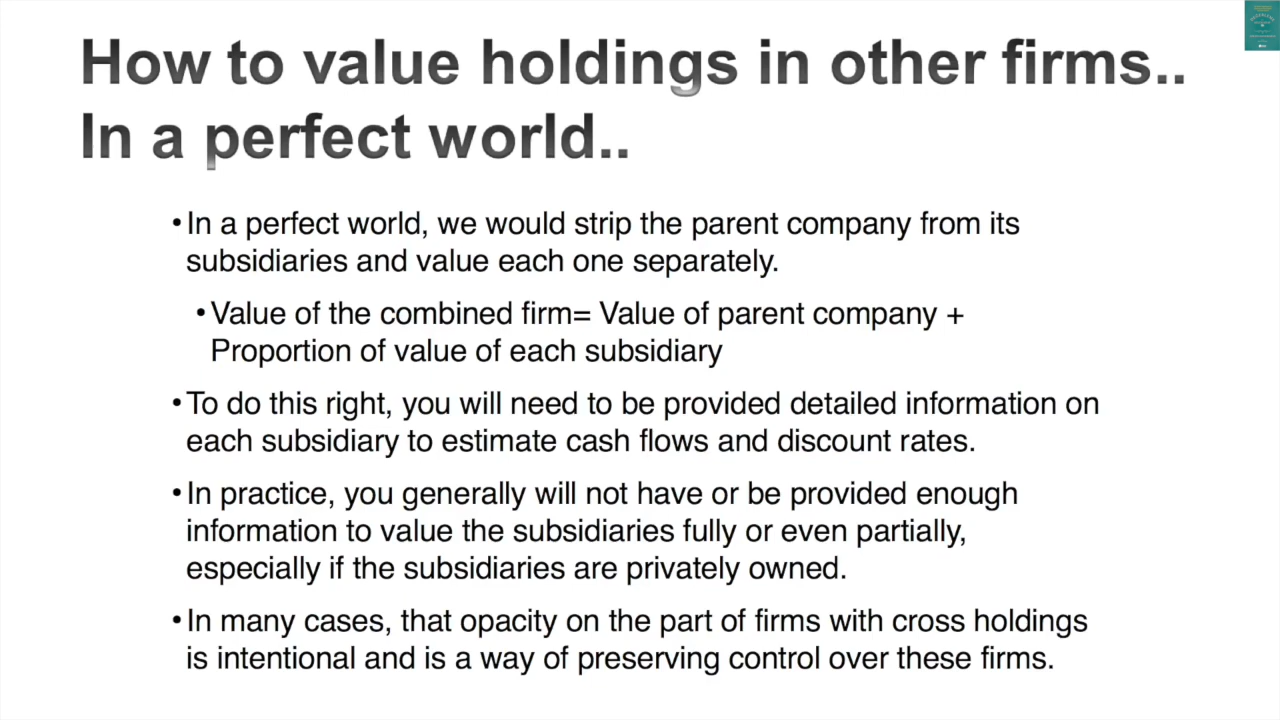 How to value holdings in other firms..
In a perfect world..
•In a perfect world, we would strip the parent company from its
subsidiaries and value each one separately.
•Value of the combined firm= Value of parent company +
Proportion of value of each subsidiary
•To do this right, you will need to be provided detailed information on
each subsidiary to estimate cash flows and discount rates.
•In practice, you generally will not have or be provided enough
information to value the subsidiaries fully or even partially,
especially if the subsidiaries are privately owned.
•In many cases, that opacity on the part of firms with cross holdings
is intentional and is a way of preserving control over these firms.